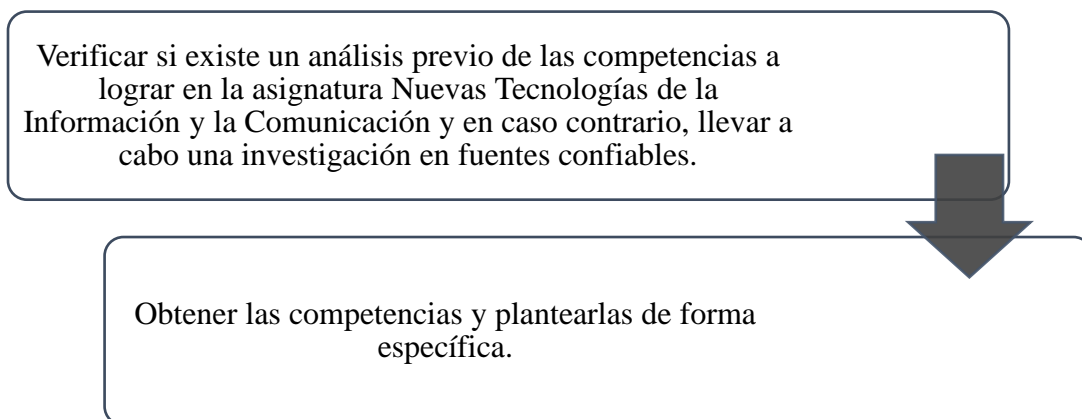 Verificar si existe un análisis previo de las competencias a
lograr en la asignatura Nuevas Tecnologías de la
Información y la Comunicación y en caso contrario, llevar a
cabo una investigación en fuentes confiables.
Obtener las competencias y plantearlas de forma
específica.